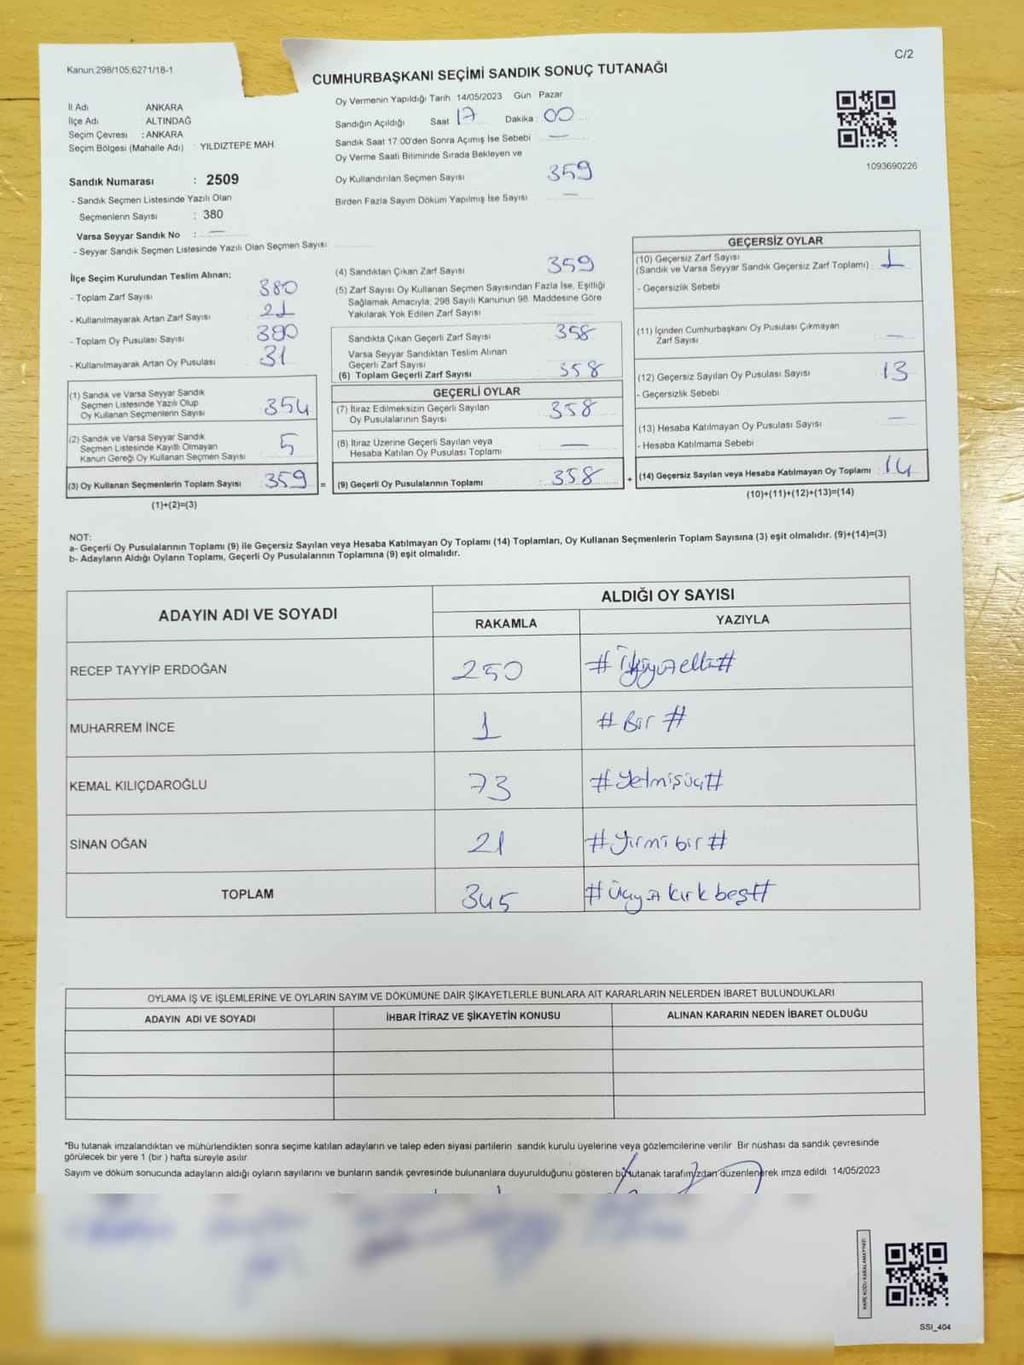 Kanun:298/105;6271/18-1
C/2
CUMHURBAŞKANI SEÇİMİ SANDIK SONUÇ TUTANAĞI
İl Adı ANKARA
İlçe Adı ALTINDAĞ
Seçim Çevresi : ANKARA
Seçim Bölgesi (Mahalle Adı) : YILDIZTEPE MAH.
Sandık Numarası : 2509
- Sandık Seçmen Listesinde Yazılı Olan
Seçmenlerin Sayısı : 380
Varsa Seyyar Sandık No : —
- Seyyar Sandık Seçmen Listesinde Yazılı Olan Seçmen Sayısı
Oy Vermenin Yapıldığı Tarih 14/05/2023 Gün Pazar
Sandığın Açıldığı Saat 17 Dakika : 00
Sandık Saat 17:00'den Sonra Açımış İse Sebebi —
Oy Verme Saati Bitiminde Sırada Bekleyen ve
Oy Kullandırılan Seçmen Sayısı 359
Birden Fazla Sayım Döküm Yapılmış İse Sayısı —
1093690226
İlçe Seçim Kurulundan Teslim Alınan;
- Toplam Zarf Sayısı 380
- Kullanılmayarak Artan Zarf Sayısı 21
- Toplam Oy Pusulası Sayısı 390
- Kullanılmayarak Artan Oy Pusulası 31
(1) Sandık ve Varsa Seyyar Sandık
Seçmen Listesinde Yazılı Olup
Oy Kullanan Seçmenlerin Sayısı 354
(2) Sandık ve Varsa Seyyar Sandık
Seçmen Listesinde Kayıtlı Olmayan
Kanun Gereği Oy Kullanan Seçmen Sayısı 5
(3) Oy Kullanan Seçmenlerin Toplam Sayısı 359 =
(1)+(2)=(3)
(4) Sandıktan Çıkan Zarf Sayısı 359
(5) Zarf Sayısı Oy Kullanan Seçmen Sayısından Fazla İse, Eşitliği
Sağlamak Amacıyla, 298 Sayılı Kanunun 98. Maddesine Göre
Yakılarak Yok Edilen Zarf Sayısı
Sandıkta Çıkan Geçerli Zarf Sayısı 358
Varsa Seyyar Sandıktan Teslim Alınan
Geçerli Zarf Sayısı
(6) Toplam Geçerli Zarf Sayısı 358
GEÇERLİ OYLAR
(7) İtiraz Edilmeksizin Geçerli Sayılan
Oy Pusulalarının Sayısı 358
(8) İtiraz Üzerine Geçerli Sayılan veya
Hesaba Katılan Oy Pusulası Toplamı —
(9) Geçerli Oy Pusulalarının Toplamı 358 +
GEÇERSİZ OYLAR
(10) Geçersiz Zarf Sayısı
(Sandık ve Varsa Seyyar Sandık Geçersiz Zarf Toplamı) 1
- Geçersizlik Sebebi
(11) İçinden Cumhurbaşkanı Oy Pusulası Çıkmayan
Zarf Sayısı —
(12) Geçersiz Sayılan Oy Pusulası Sayısı 13
- Geçersizlik Sebebi
(13) Hesaba Katılmayan Oy Pusulası Sayısı —
- Hesaba Katılmama Sebebi
(14) Geçersiz Sayılan veya Hesaba Katılmayan Oy Toplamı 14
(10)+(11)+(12)+(13)=(14)
NOT:
a- Geçerli Oy Pusulalarının Toplamı (9) ile Geçersiz Sayılan veya Hesaba Katılmayan Oy Toplamı (14) Toplamları, Oy Kullanan Seçmenlerin Toplam Sayısına (3) eşit olmalıdır. (9)+(14)=(3)
b- Adayların Aldığı Oyların Toplamı, Geçerli Oy Pusulalarının Toplamına (9) eşit olmalıdır.
ADAYIN ADI VE SOYADI
ALDIĞI OY SAYISI
RAKAMLA YAZIYLA
RECEP TAYYİP ERDOĞAN 250 #İkiyüzelli#
MUHARREM İNCE 1 #Bir#
KEMAL KILIÇDAROĞLU 73 #Yetmişüç#
SİNAN OĞAN 21 #Yirmi bir#
TOPLAM 345 #Üçyüz kırk beş#
OYLAMA İŞ VE İŞLEMLERİNE VE OYLARIN SAYIM VE DÖKÜMÜNE DAİR ŞİKAYETLERLE BUNLARA AİT KARARLARIN NELERDEN İBARET BULUNDUKLARI
ADAYIN ADI VE SOYADI İHBAR İTİRAZ VE ŞİKAYETİN KONUSU ALINAN KARARIN NEDEN İBARET OLDUĞU
"Bu tutanak imzalandıktan ve mühürlendikten sonra seçime katılan adayların ve talep eden siyasi partilerin sandık kurulu üyelerine veya gözlemcilerine verilir Bir nüshası da sandık çevresinde
görülecek bir yere 1 (bir) hafta süreyle asılır
Sayım ve döküm sonucunda adayların aldığı oyların sayılarını ve bunların sandık çevresinde bulunanlara duyurulduğunu gösteren bu tutanak tarafımızdan düzenlenerek imza edildi 14/05/2023
KARE KODU KARALAMAYINIZ!
SSI_404